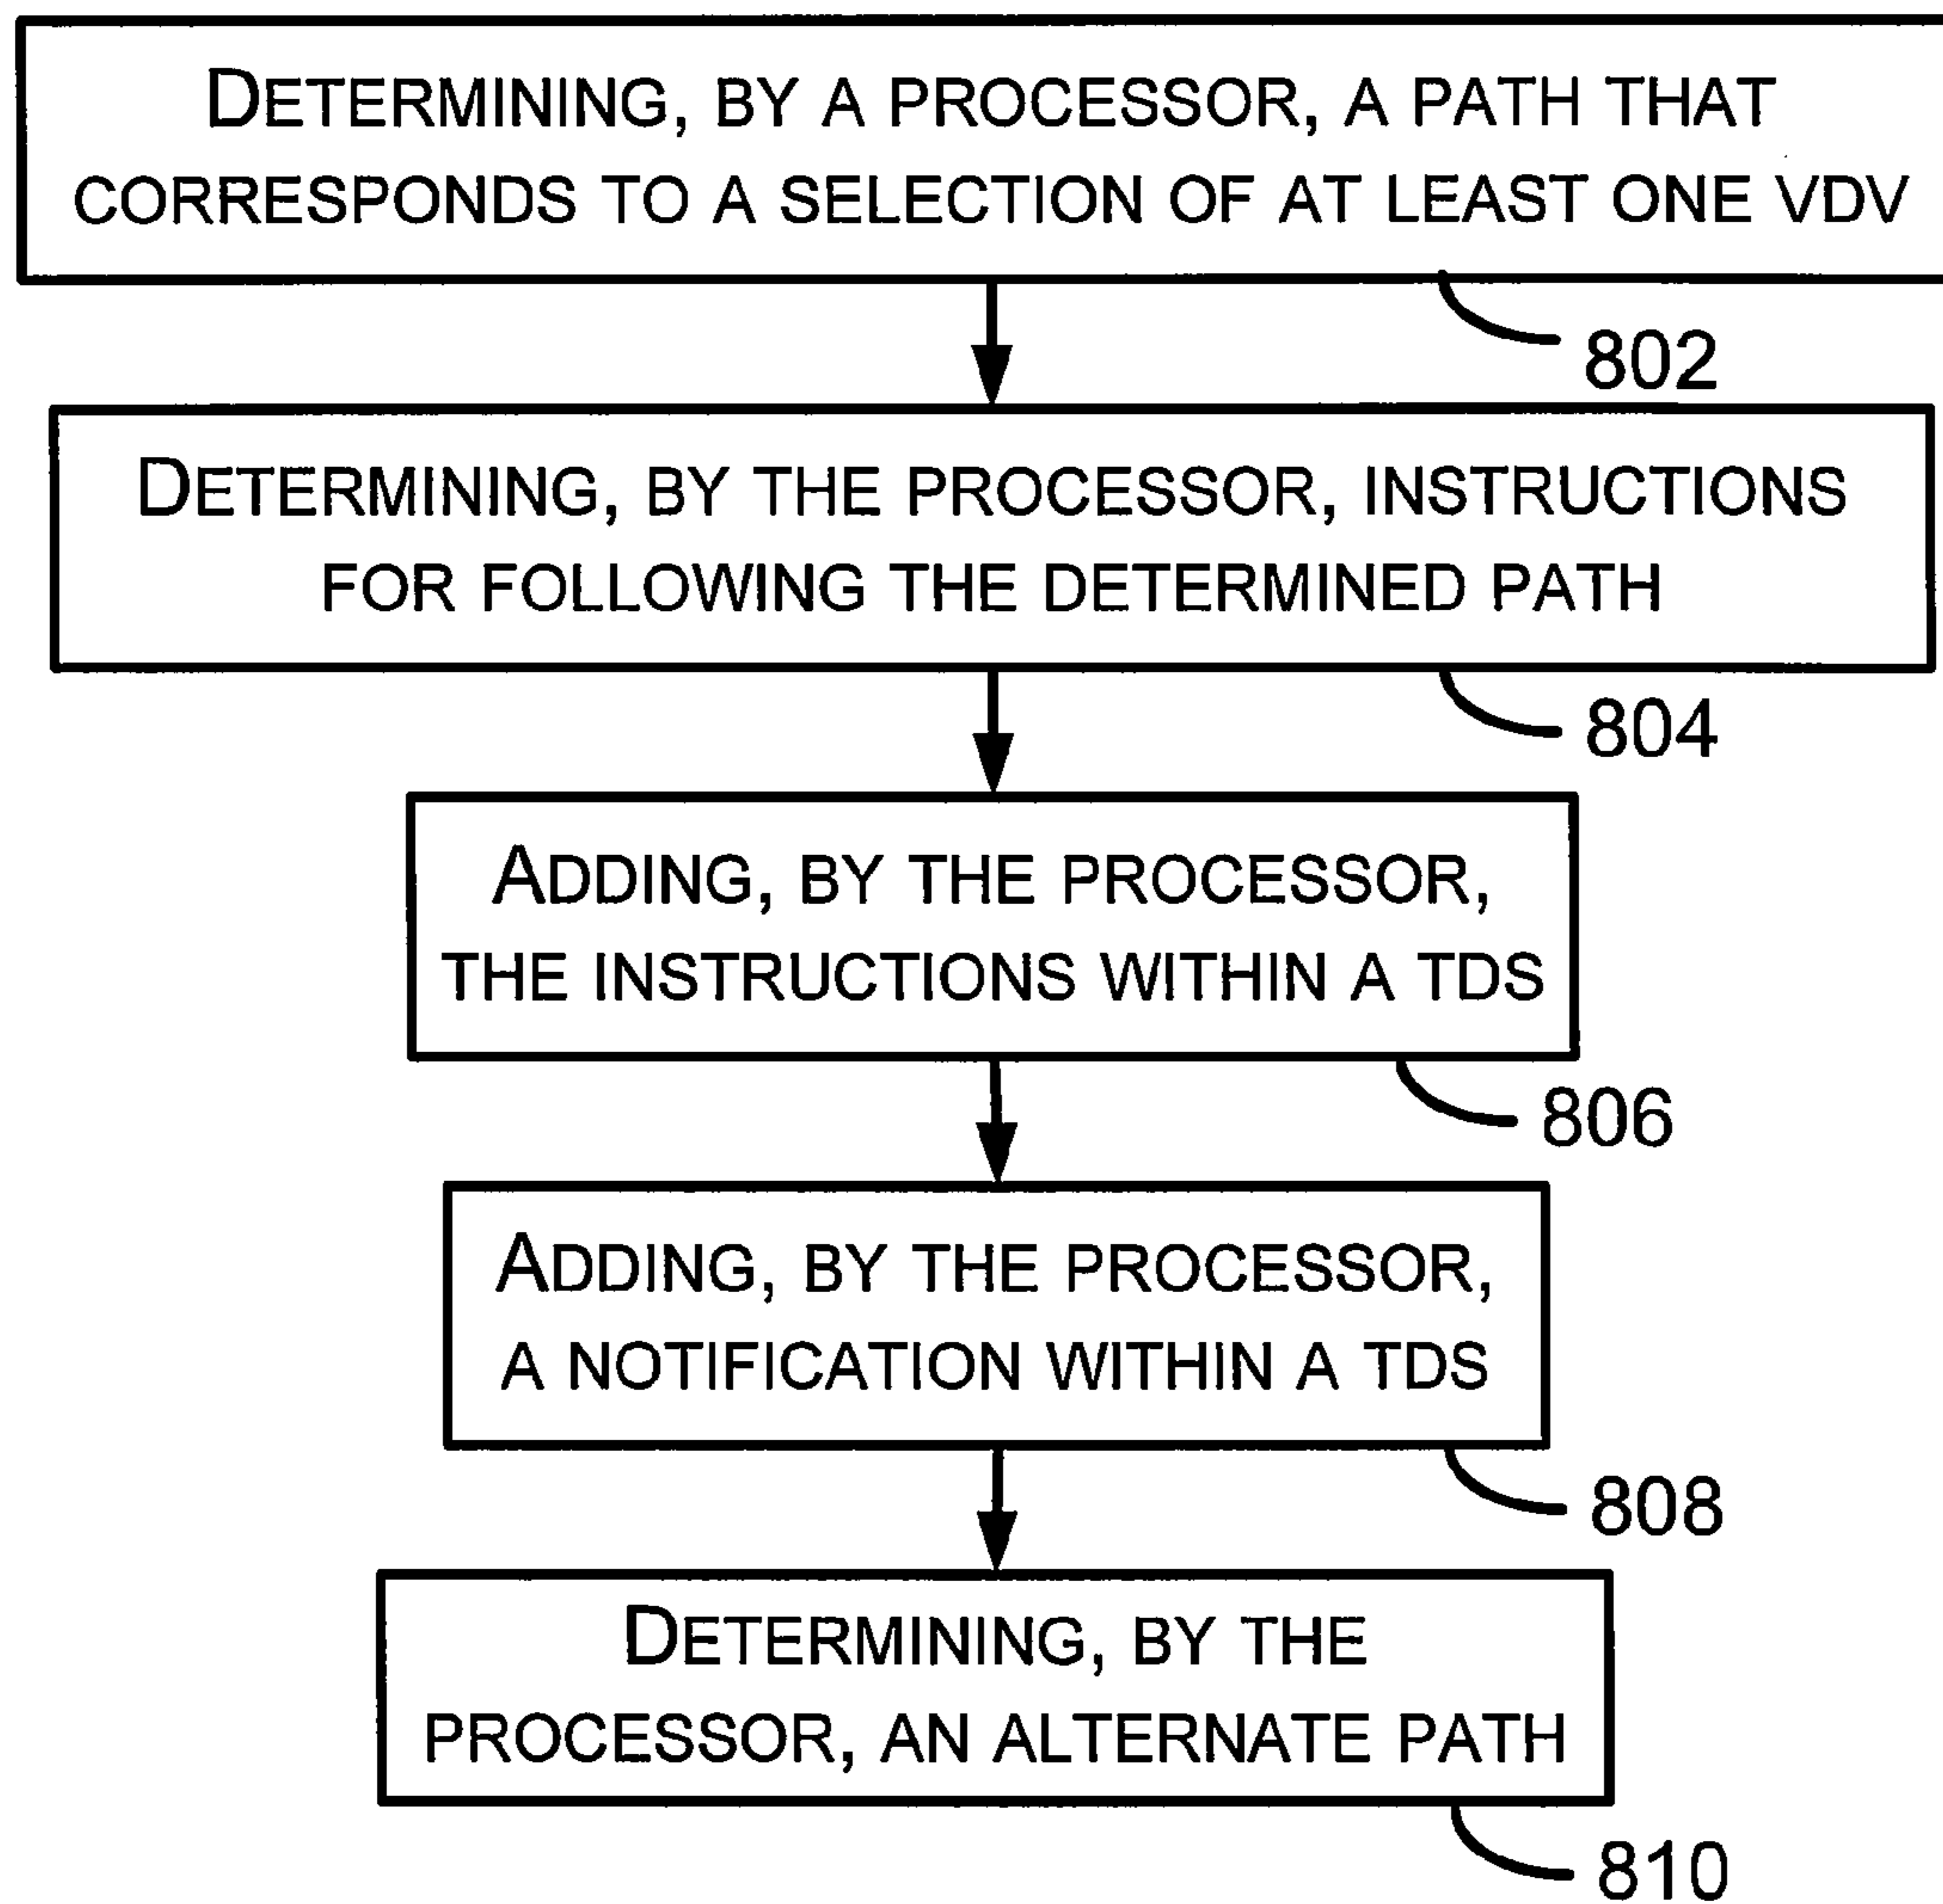 DETERMINING, BY A PROCESSOR, A PATH THAT
CORRESPONDS TO A SELECTION OF AT LEAST ONE VDV
802
DETERMINING, BY THE PROCESSOR, INSTRUCTIONS
FOR FOLLOWING THE DETERMINED PATH
804
ADDING, BY THE PROCESSOR,
THE INSTRUCTIONS WITHIN A TDS
806
ADDING, BY THE PROCESSOR,
A NOTIFICATION WITHIN A TDS
808
DETERMINING, BY THE
PROCESSOR, AN ALTERNATE PATH
810